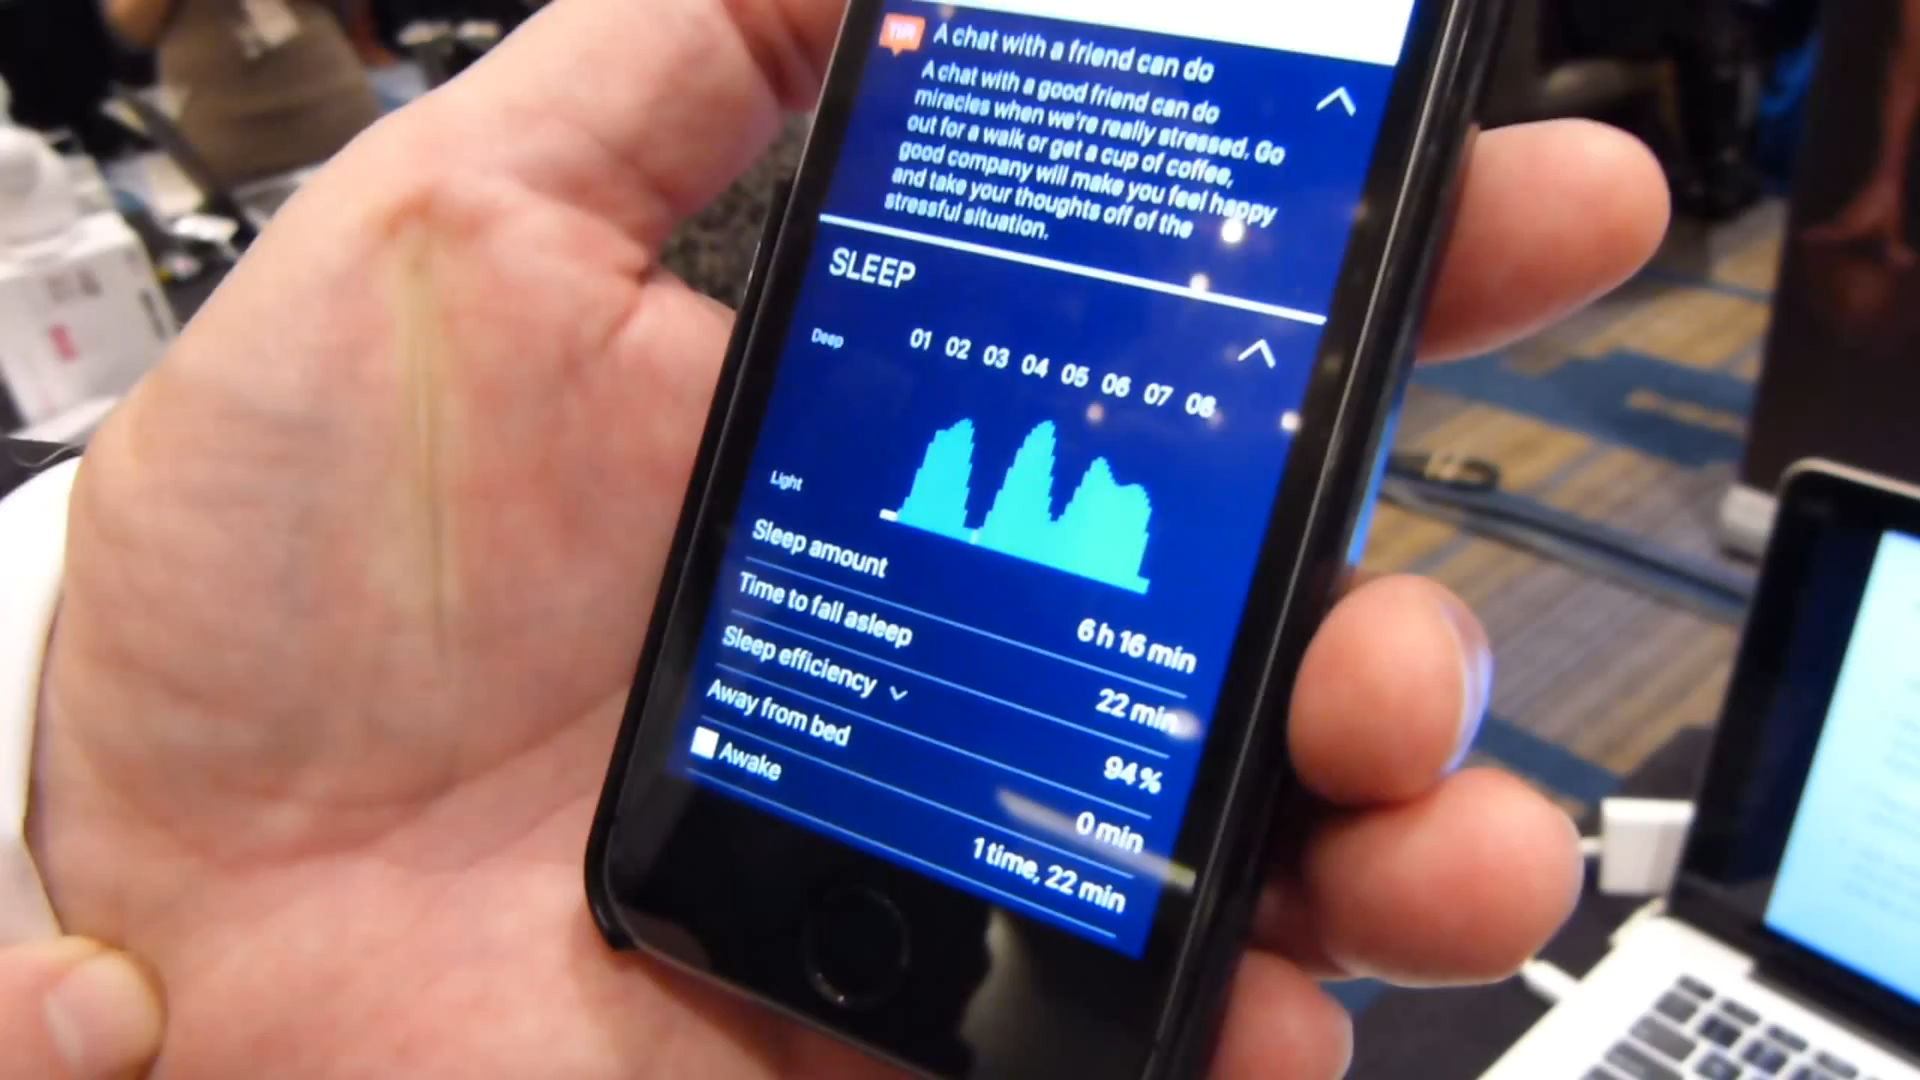 TIP A chat with a friend can do
A chat with a good friend can do
miracles when we're really stressed. Go
out for a walk or get a cup of coffee,
good company will make you feel happy
and take your thoughts off of the
stressful situation.
SLEEP
Deep 01 02 03 04 05 06 07 08
Light
Sleep amount 6 h 16 min
Time to fall asleep 22 min
Sleep efficiency 94%
Away from bed 0 min
Awake 1 time, 22 min